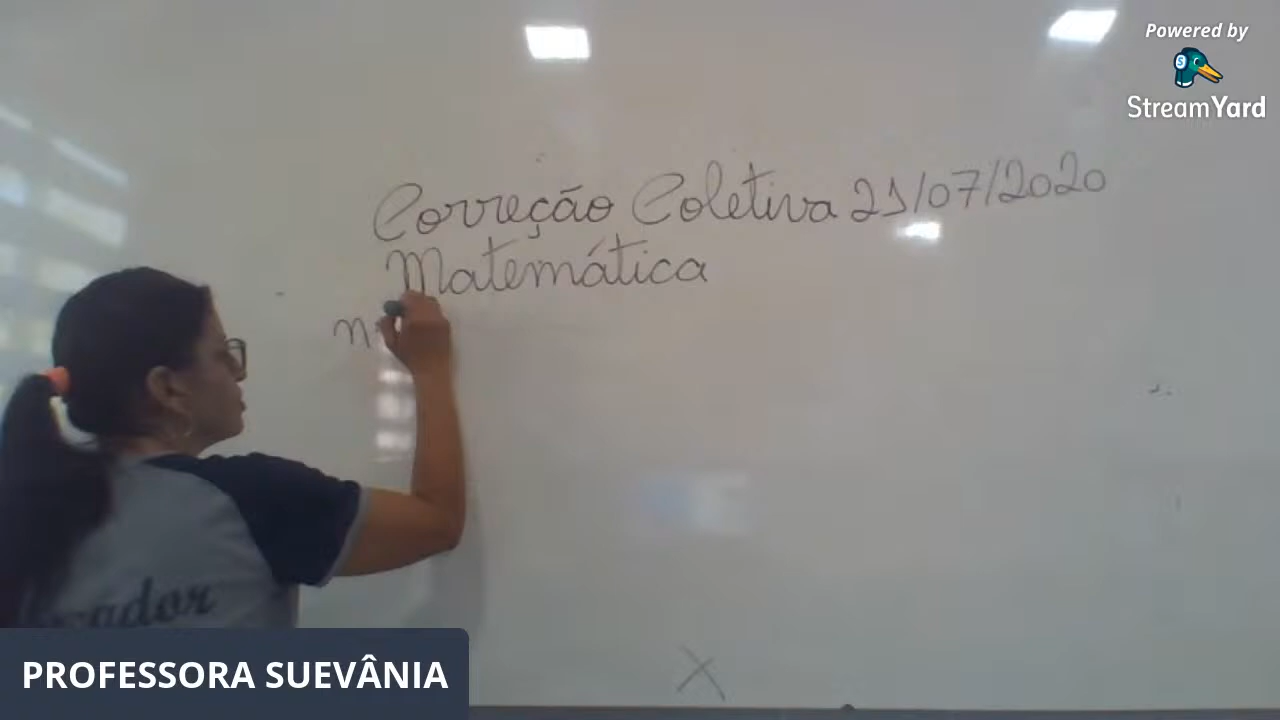 Powered by
StreamYard
Correção Coletiva 21/07/2020
Matemática
n
X
PROFESSORA SUEVÂNIA